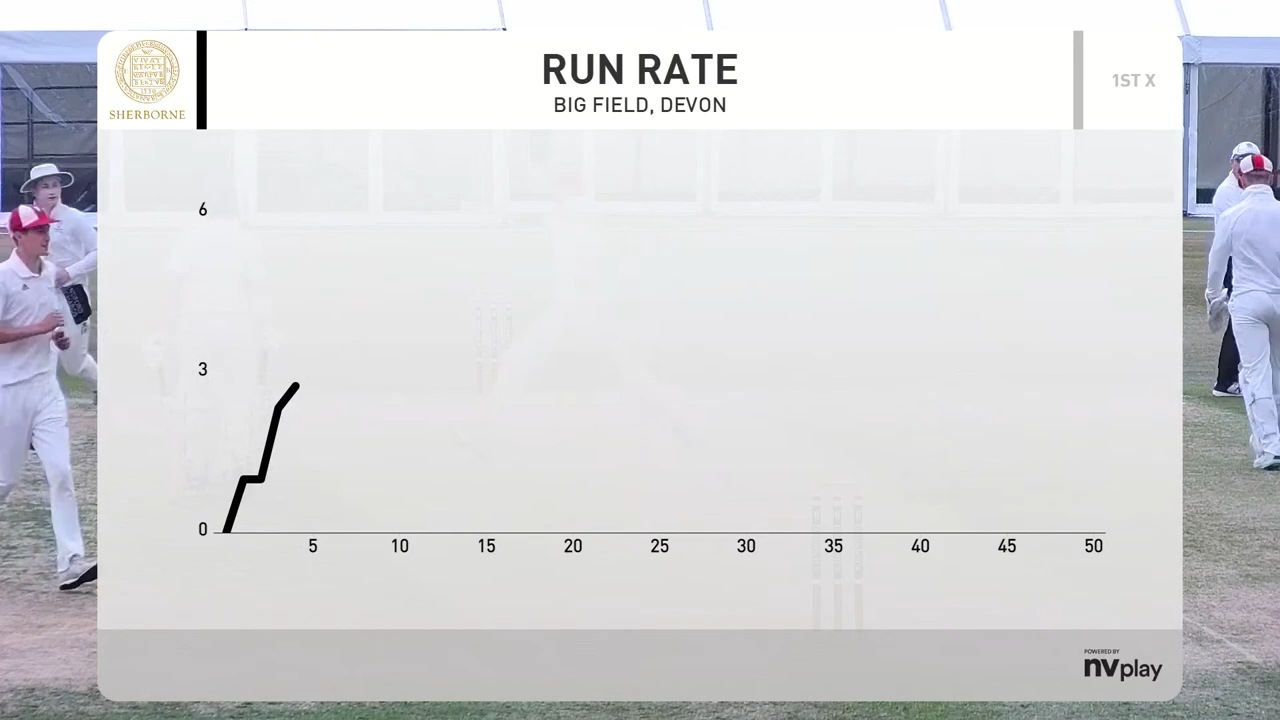 SHERBORNE
RUN RATE
BIG FIELD, DEVON
1ST X
6
3
0
5 10 15 20 25 30 35 40 45 50
POWERED BY
nvplay